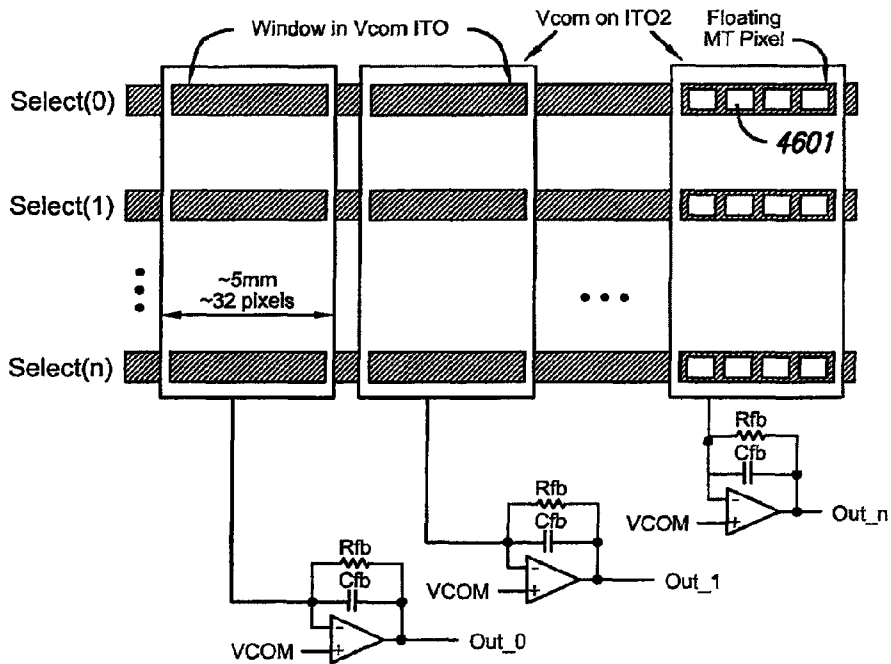 Window in Vcom ITO
Vcom on ITO2
Floating
MT Pixel
Select(0)
4601
Select(1)
~5mm
~32 pixels
Select(n)
Rfb
Cfb
-
+
VCOM
Out_n
Rfb
Cfb
-
+
VCOM
Out_1
Rfb
Cfb
-
+
VCOM
Out_0